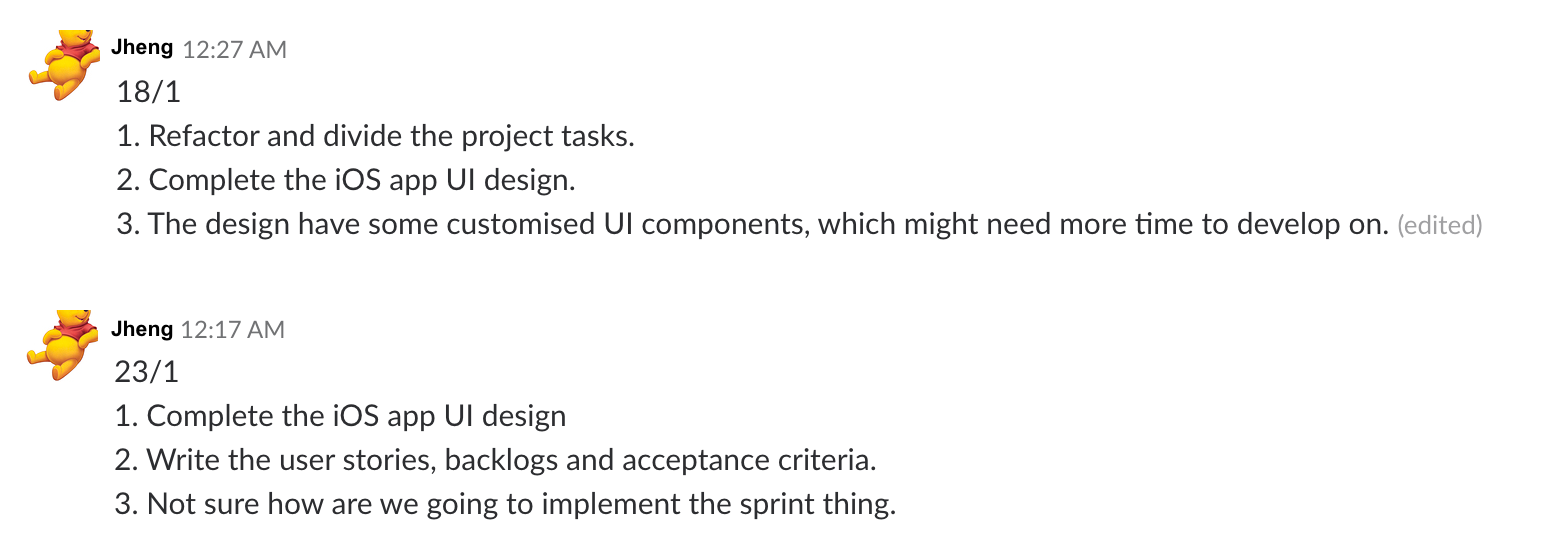 Jheng 12:27 AM
18/1
1. Refactor and divide the project tasks.
2. Complete the iOS app UI design.
3. The design have some customised UI components, which might need more time to develop on. (edited)
Jheng 12:17 AM
23/1
1. Complete the iOS app UI design
2. Write the user stories, backlogs and acceptance criteria.
3. Not sure how are we going to implement the sprint thing.